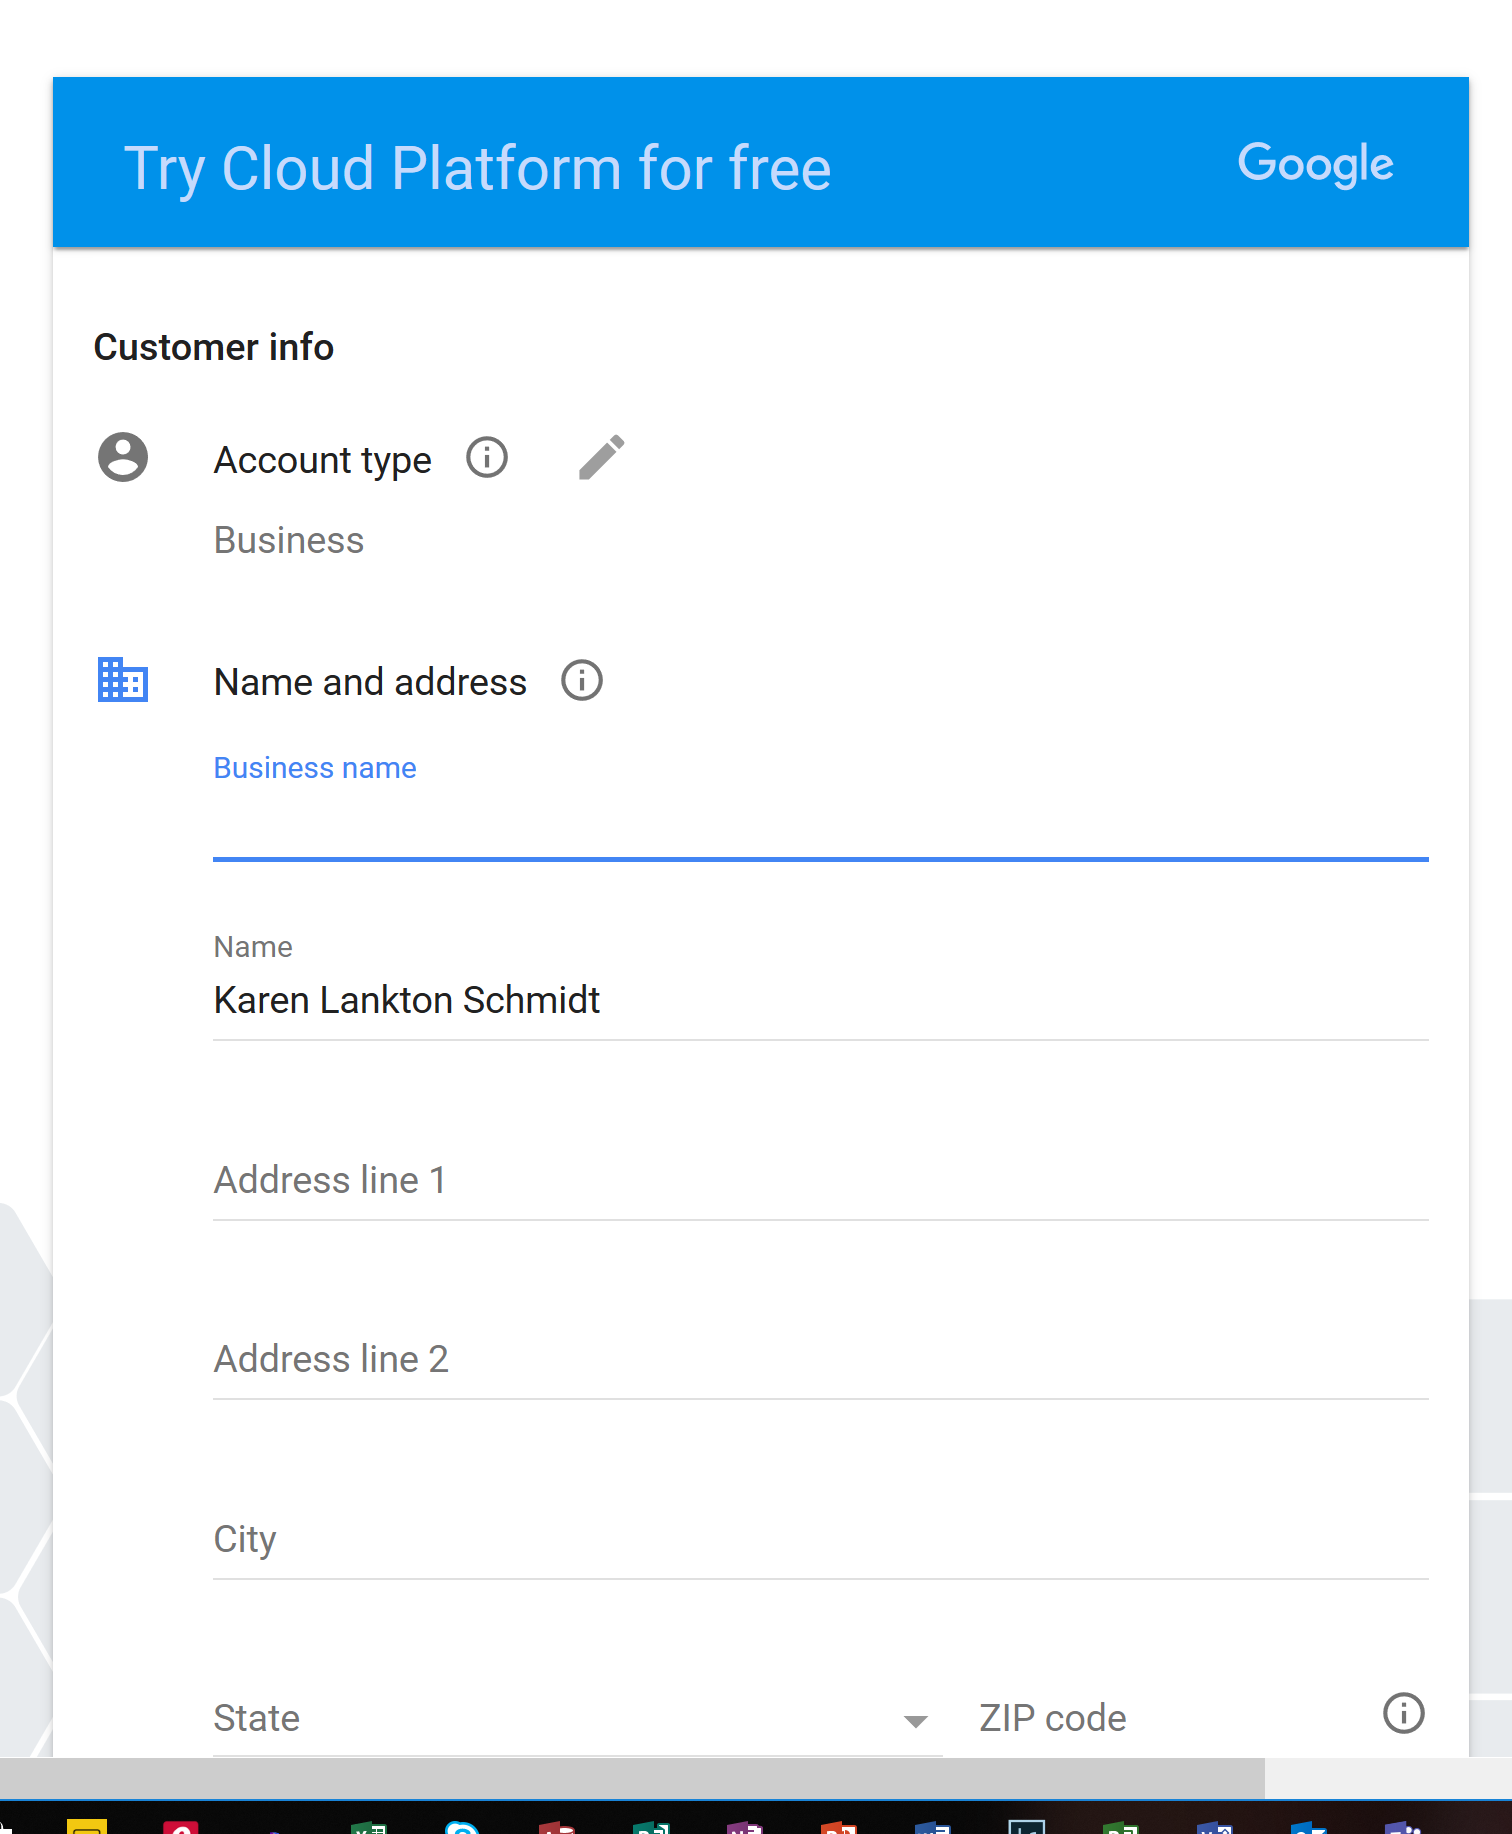 Try Cloud Platform for free
Google
Customer info
Account type
Business
Name and address
Business name
Name
Karen Lankton Schmidt
Address line 1
Address line 2
City
State
ZIP code